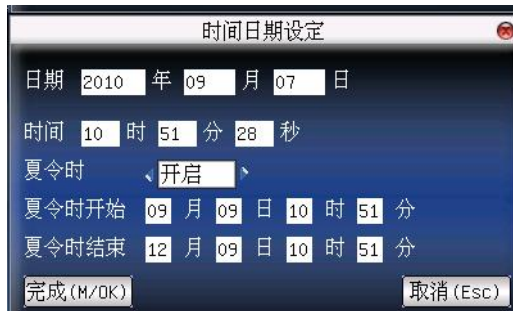 时间日期设定
日期 2010 年 09 月 07 日
时间 10 时 51 分 28 秒
夏令时 开启
夏令时开始 09 月 09 日 10 时 51 分
夏令时结束 12 月 09 日 10 时 51 分
完成(M/OK) 取消(Esc)